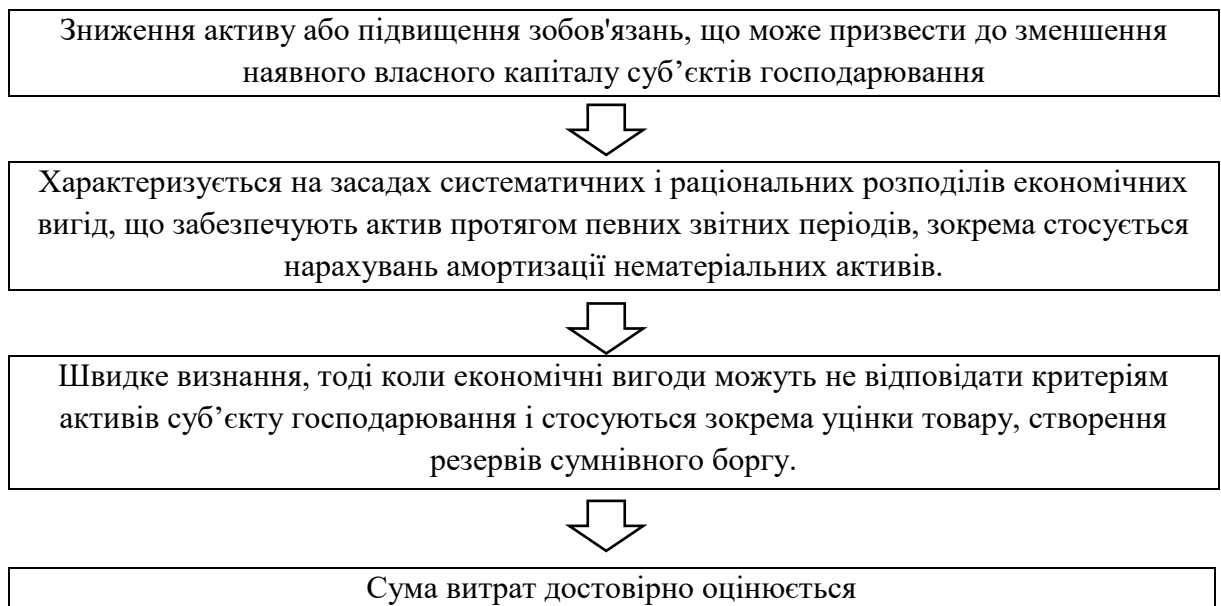 Зниження активу або підвищення зобов'язань, що може призвести до зменшення
наявного власного капіталу суб’єктів господарювання
Характеризується на засадах систематичних і раціональних розподілів економічних
вигід, що забезпечують актив протягом певних звітних періодів, зокрема стосується
нарахувань амортизації нематеріальних активів.
Швидке визнання, тоді коли економічні вигоди можуть не відповідати критеріям
активів суб’єкту господарювання і стосуються зокрема уцінки товару, створення
резервів сумнівного боргу.
Сума витрат достовірно оцінюється